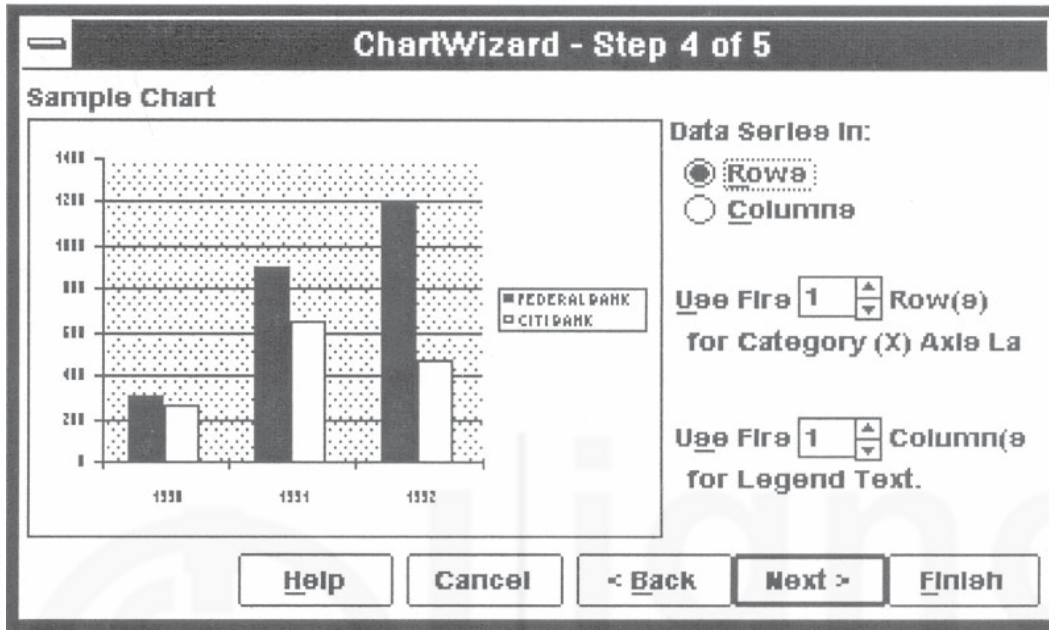 ChartWizard - Step 4 of 5
Sample Chart
1400
1200
1000
800
600
400
200
0
1990
1991
1992
FEDERAL BANK
CITI BANK
Data Series In:
Rows
Columns
Use Firs 1 Row(s)
for Category (X) Axis La
Use Firs 1 Column(s
for Legend Text.
Help
Cancel
< Back
Next >
Finish